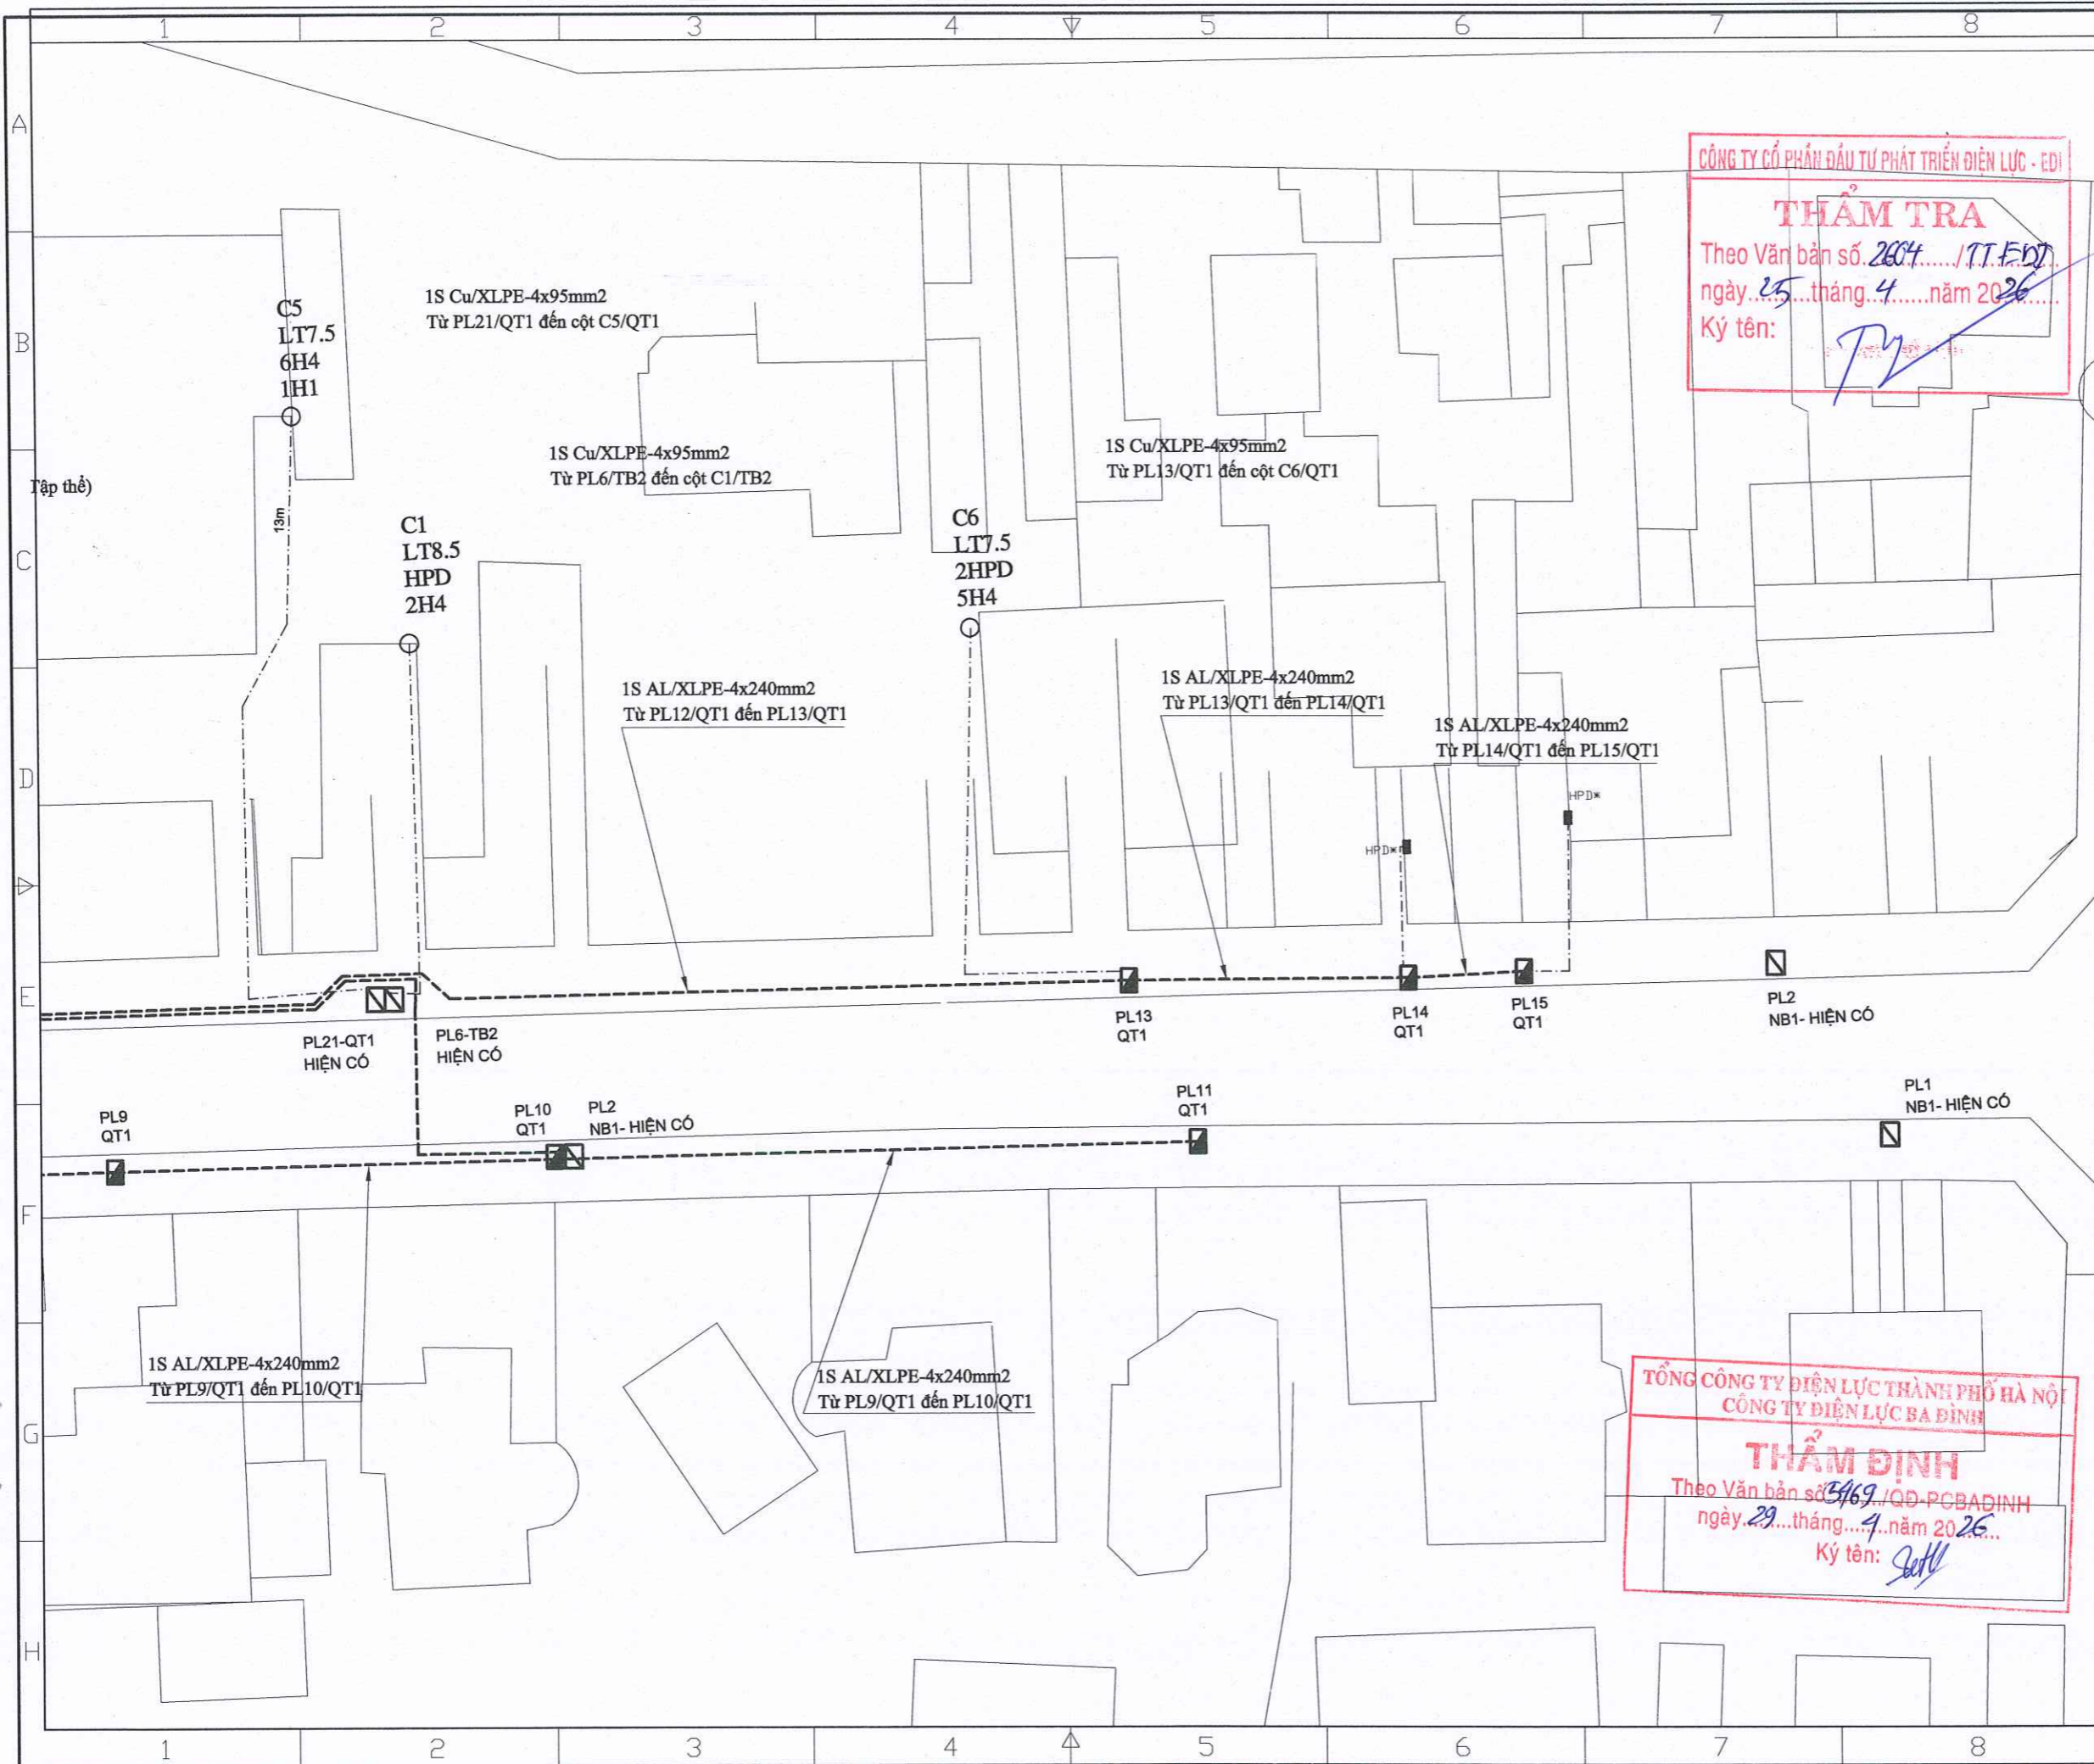 1 2 3 4 5 6 7 8
A
B
C
D
E
F
G
H
CÔNG TY CỔ PHẦN ĐẦU TƯ PHÁT TRIỂN ĐIỆN LỰC - EDI
THẨM TRA
Theo Văn bản số 2604 /TTEDI
ngày 25 tháng 4 năm 2026
Ký tên:
1S Cu/XLPE-4x95mm2
Từ PL21/QT1 đến cột C5/QT1
C5
LT7.5
6H4
1H1
1S Cu/XLPE-4x95mm2
Từ PL6/TB2 đến cột C1/TB2
1S Cu/XLPE-4x95mm2
Từ PL13/QT1 đến cột C6/QT1
Tập thể)
13m
C1
LT8.5
HPD
2H4
C6
LT7.5
2HPD
5H4
1S AL/XLPE-4x240mm2
Từ PL12/QT1 đến PL13/QT1
1S AL/XLPE-4x240mm2
Từ PL13/QT1 đến PL14/QT1
1S AL/XLPE-4x240mm2
Từ PL14/QT1 đến PL15/QT1
HPD*
HPD*
PL21-QT1
HIỆN CÓ
PL6-TB2
HIỆN CÓ
PL13
QT1
PL14
QT1
PL15
QT1
PL2
NB1- HIỆN CÓ
PL9
QT1
PL10
QT1
PL2
NB1- HIỆN CÓ
PL11
QT1
PL1
NB1- HIỆN CÓ
1S AL/XLPE-4x240mm2
Từ PL9/QT1 đến PL10/QT1
1S AL/XLPE-4x240mm2
Từ PL9/QT1 đến PL10/QT1
TỔNG CÔNG TY ĐIỆN LỰC THÀNH PHỐ HÀ NỘI
CÔNG TY ĐIỆN LỰC BA ĐÌNH
THẨM ĐỊNH
Theo Văn bản số 5469 /QĐ-PCBADINH
ngày 29 tháng 4 năm 2026
Ký tên:
1 2 3 4 5 6 7 8